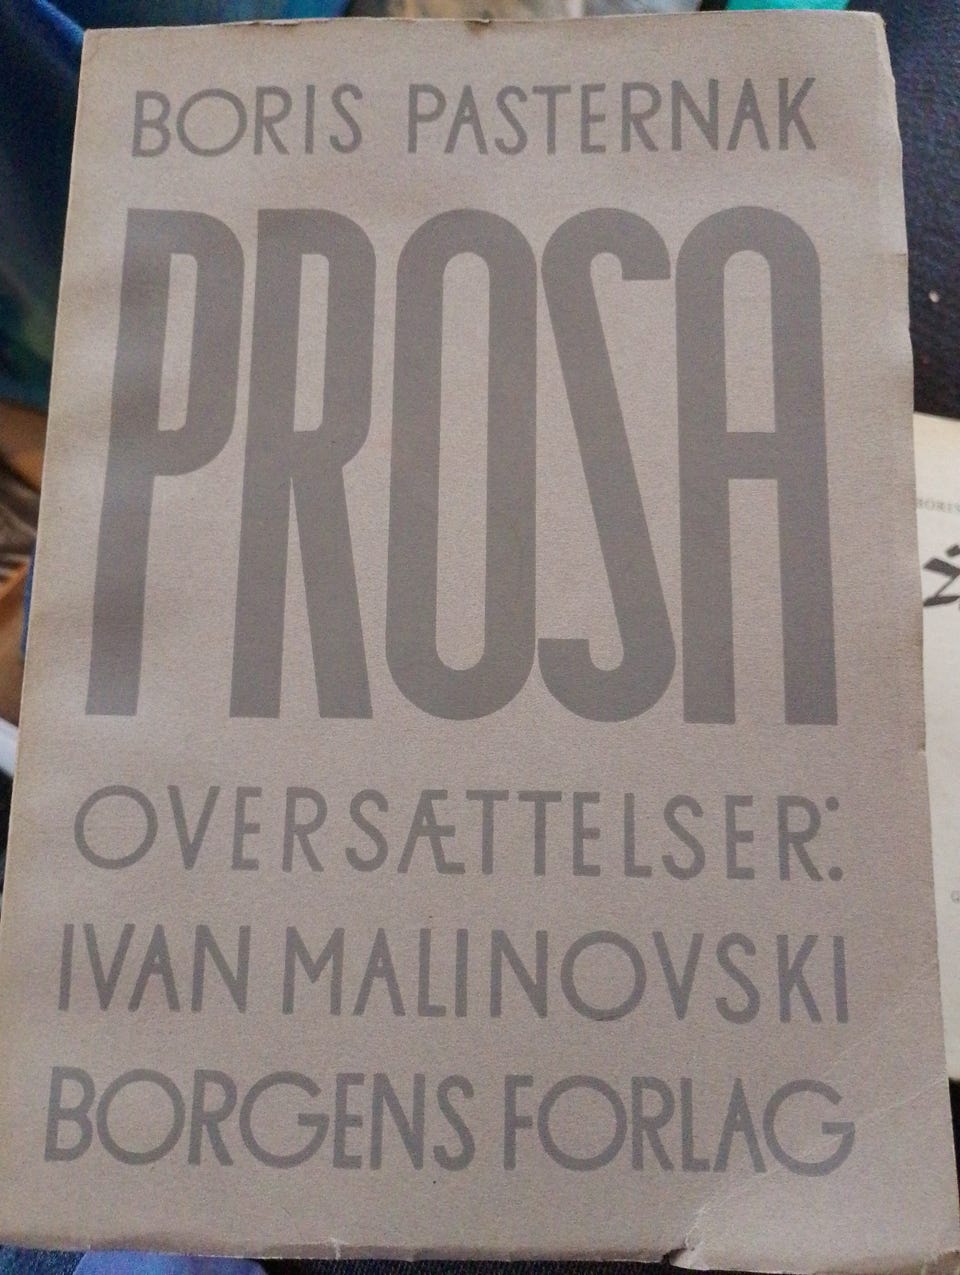 BORIS PASTERNAK
PROSA
OVERSÆTTELSER:
IVAN MALINOVSKI
BORGENS FORLAG